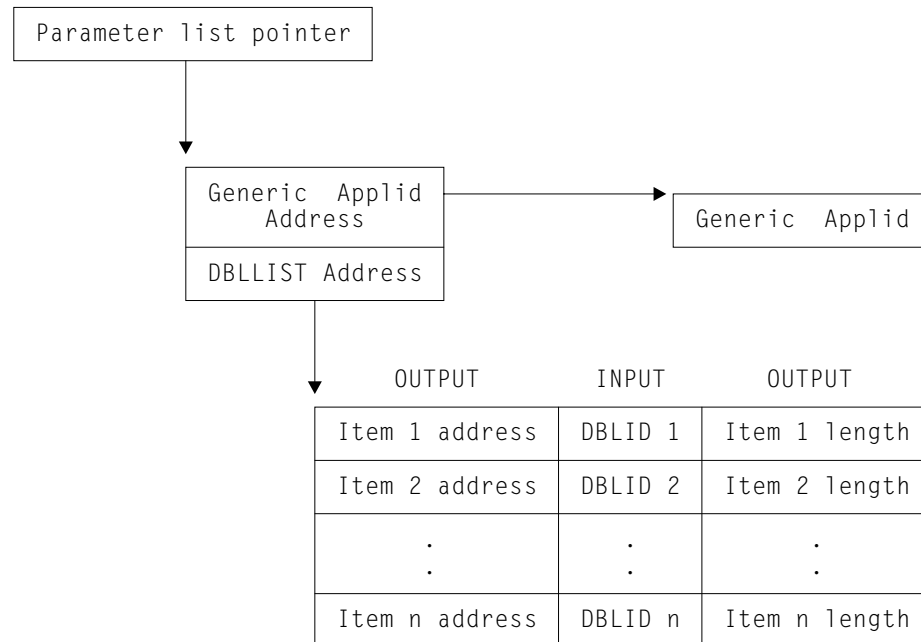 Parameter list pointer
Generic Applid
Address
Generic Applid
DBLLIST Address
OUTPUT INPUT OUTPUT
Item 1 address DBLID 1 Item 1 length
Item 2 address DBLID 2 Item 2 length
. . .
. . .
Item n address DBLID n Item n length